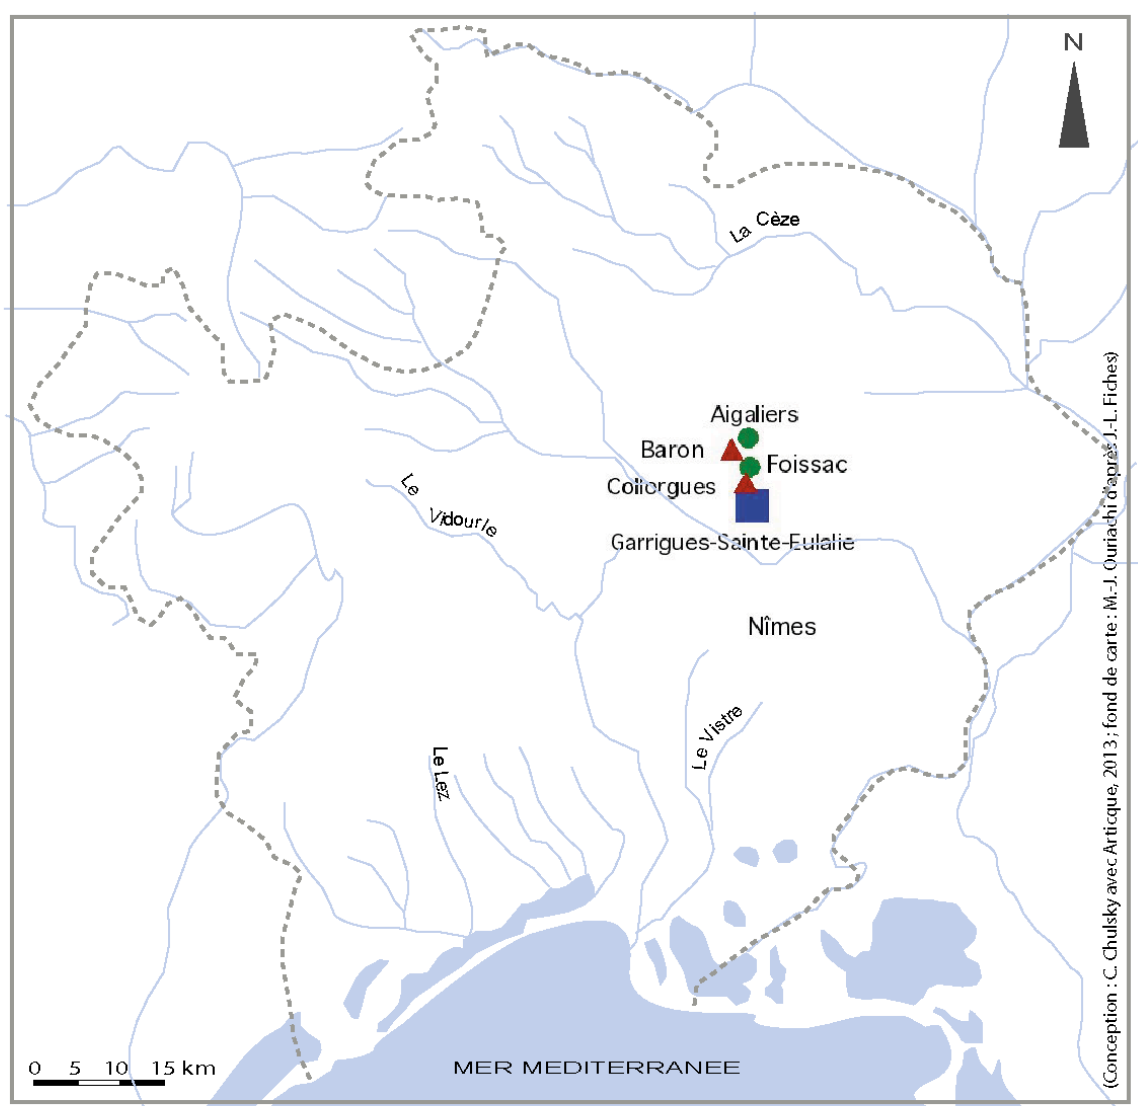 N
La Cèze
Aigaliers
Baron
Foissac
Collorgues
Garrigues-Sainte-Eulalie
Le Vidourle
Nîmes
Le Vistre
Le Lez
0 5 10 15 km
MER MEDITERRANEE
(Conception : C. Chulsky avec Articque, 2013 ; fond de carte : M.-J. Ouriachi d'après J.-L. Fiches)